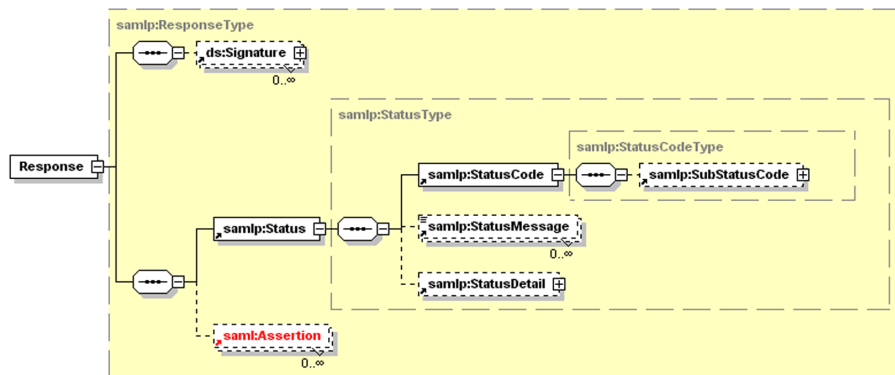 samlp:ResponseType
ds:Signature
0..∞
samlp:StatusType
samlp:StatusCodeType
Response
samlp:StatusCode
samlp:SubStatusCode
samlp:Status
samlp:StatusMessage
0..∞
samlp:StatusDetail
saml:Assertion
0..∞